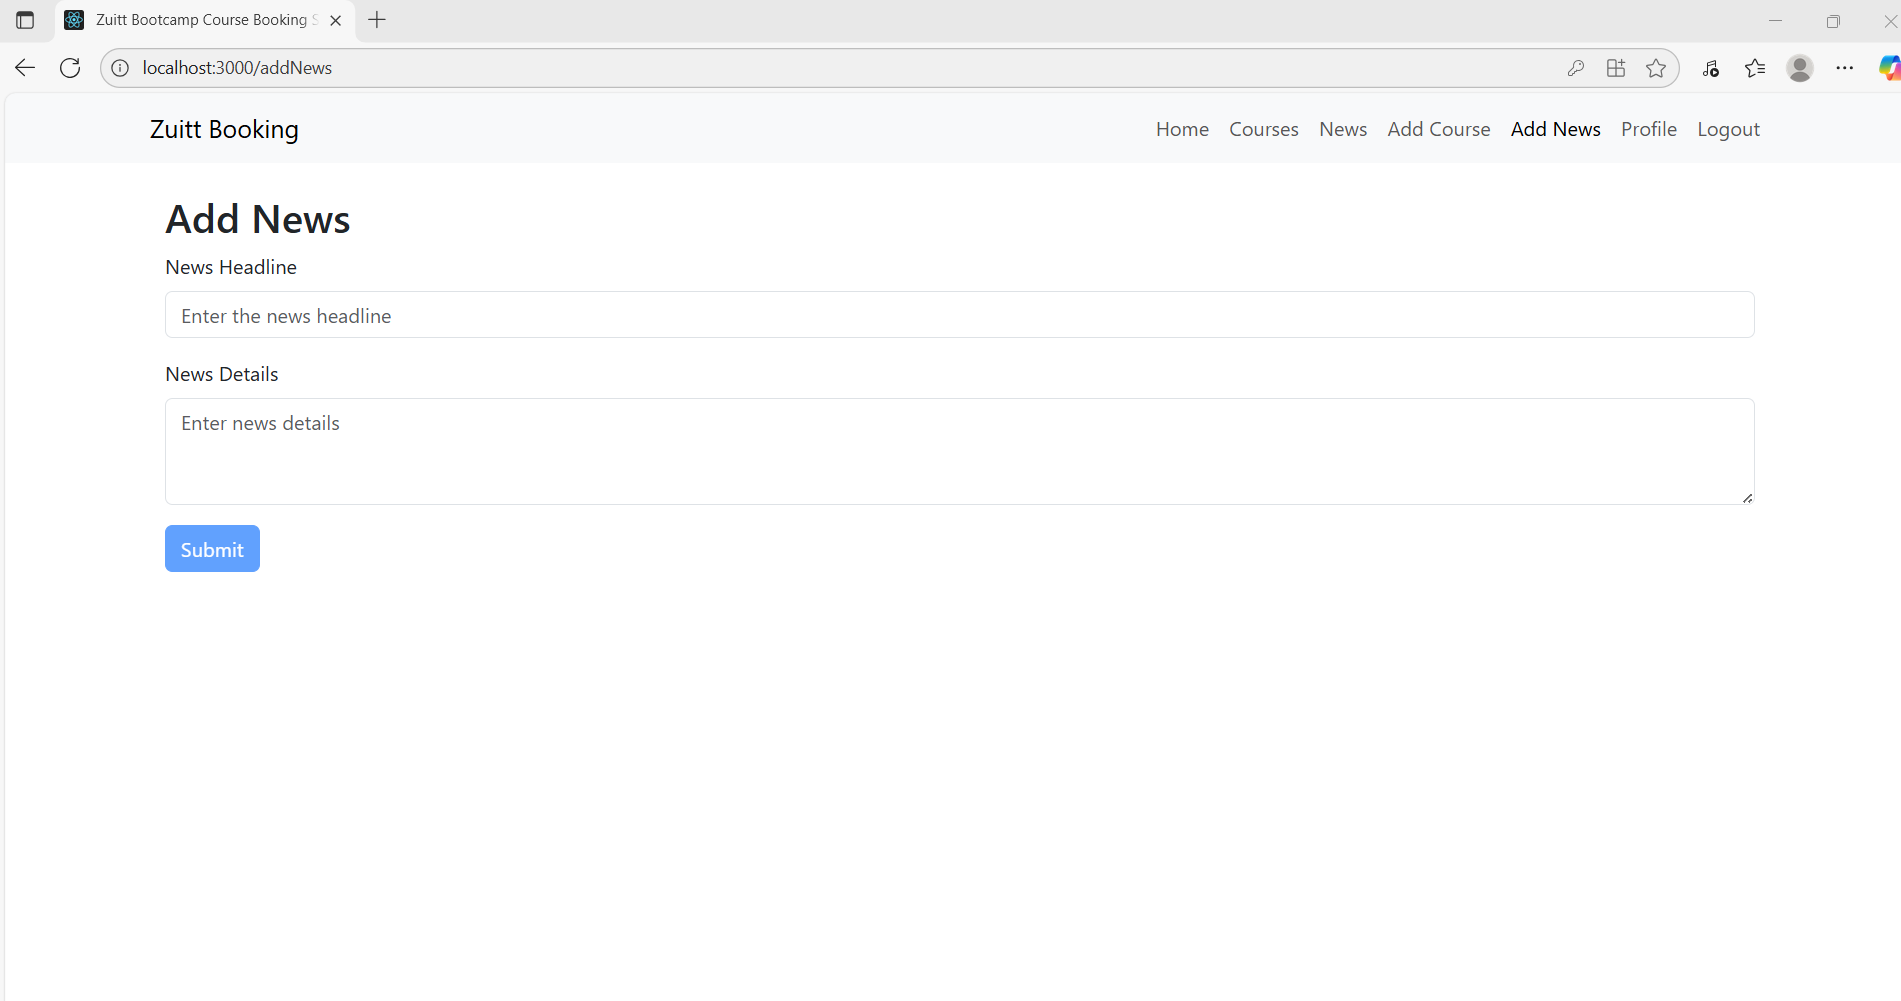 Zuitt Bootcamp Course Booking S
localhost:3000/addNews
Zuitt Booking
Home Courses News Add Course Add News Profile Logout
Add News
News Headline
Enter the news headline
News Details
Enter news details
Submit